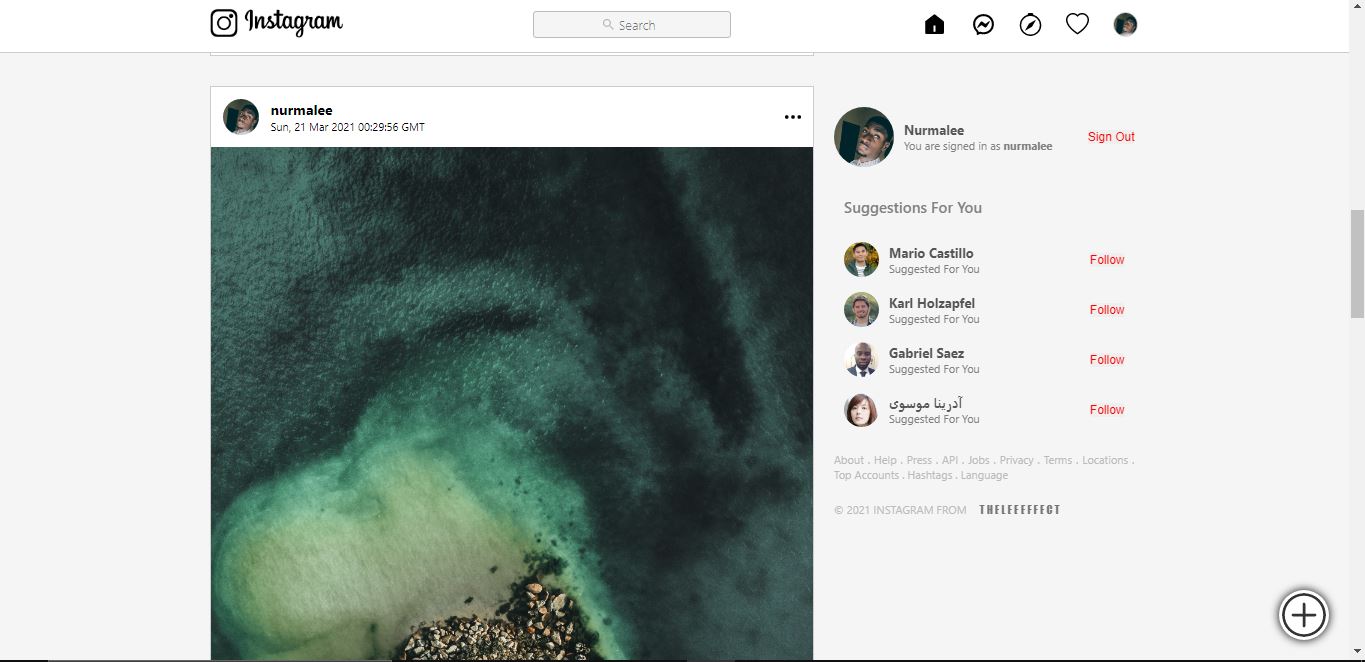 Instagram
Search
nurmalee
Sun, 21 Mar 2021 00:29:56 GMT
Nurmalee
You are signed in as nurmalee
Sign Out
Suggestions For You
Mario Castillo
Suggested For You
Follow
Karl Holzapfel
Suggested For You
Follow
Gabriel Saez
Suggested For You
Follow
آدرینا موسوی
Suggested For You
Follow
About . Help . Press . API . Jobs . Privacy . Terms . Locations .
Top Accounts . Hashtags . Language
© 2021 INSTAGRAM FROM THELEEEFFECT